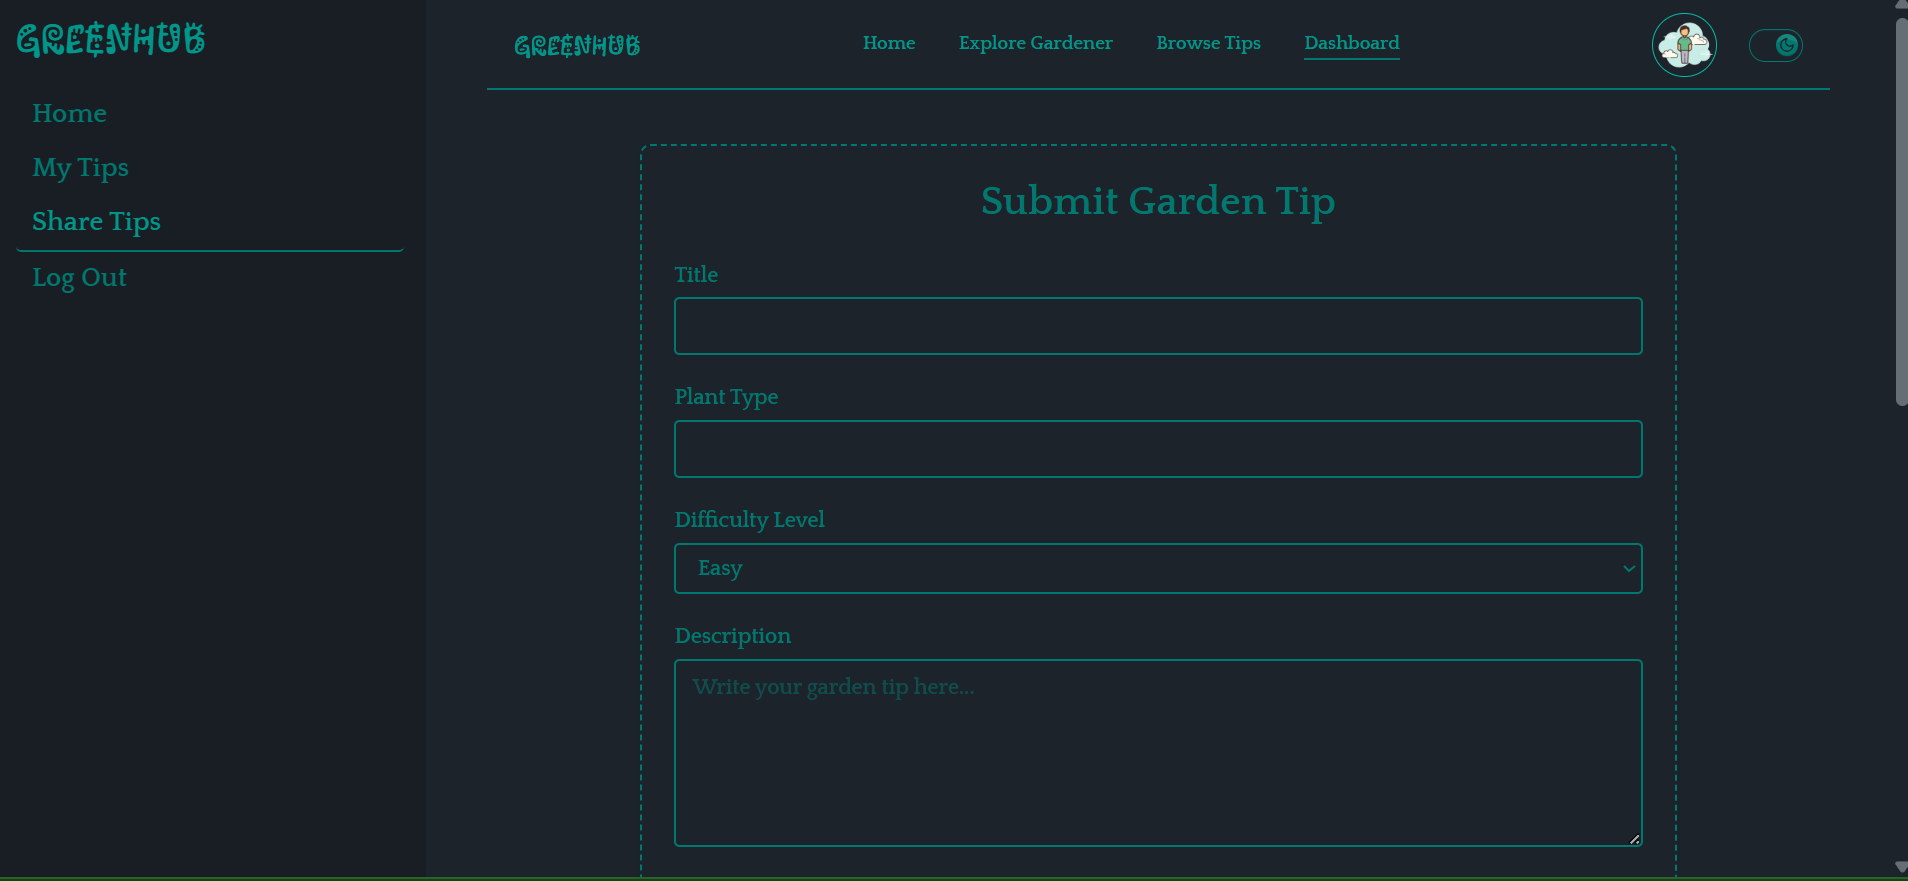 GREENHUB
Home
My Tips
Share Tips
Log Out
GREENHUB
Home
Explore Gardener
Browse Tips
Dashboard
Submit Garden Tip
Title
Plant Type
Difficulty Level
Easy
Description
Write your garden tip here...